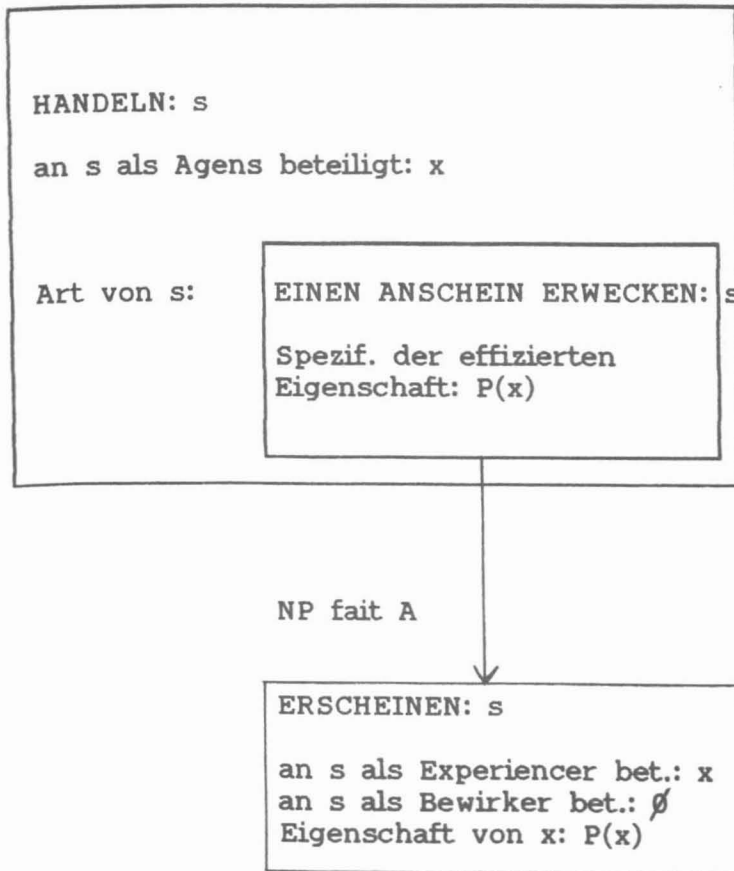 HANDELN: s
an s als Agens beteiligt: x
Art von s: EINEN ANSCHEIN ERWECKEN: s
Spezif. der effizierten
Eigenschaft: P(x)
NP fait A
ERSCHEINEN: s
an s als Experiencer bet.: x
an s als Bewirker bet.: Ø
Eigenschaft von x: P(x)